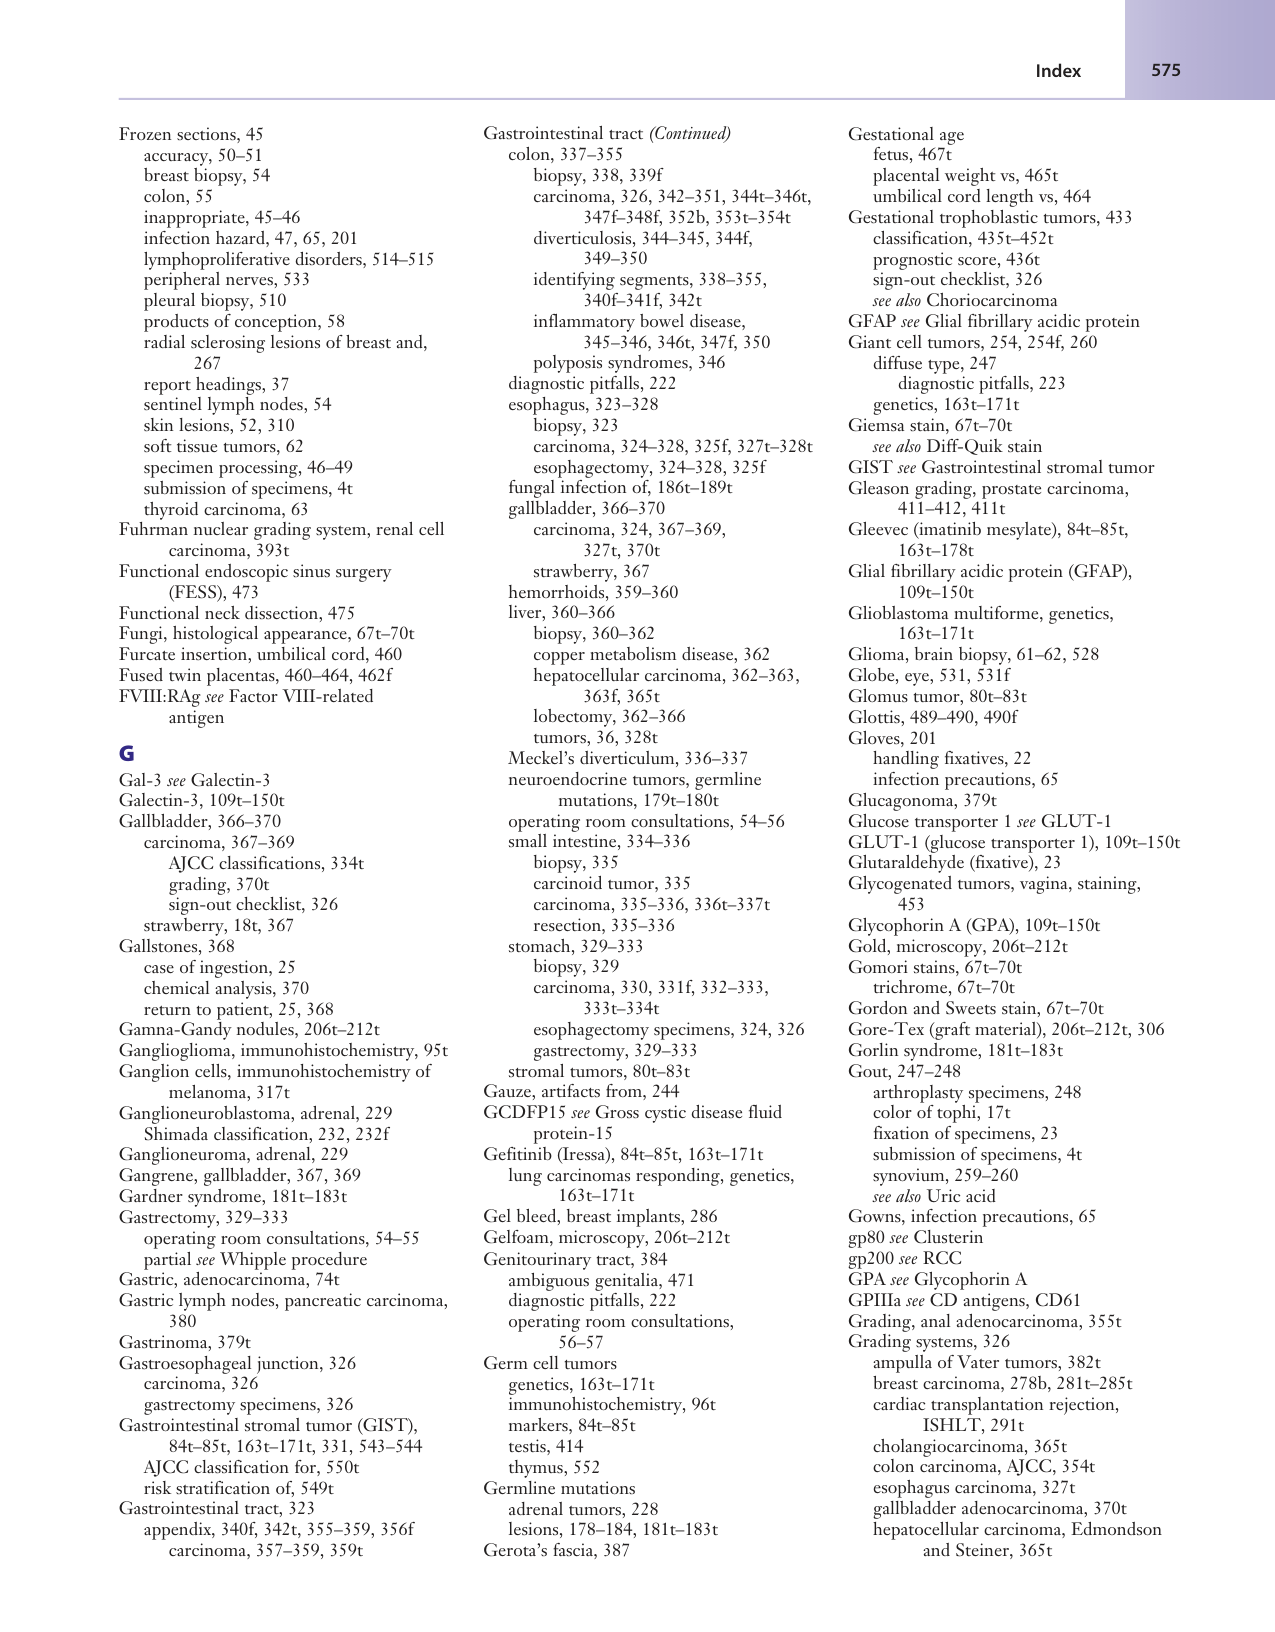 Index 575
Frozen sections, 45
accuracy, 50–51
breast biopsy, 54
colon, 55
inappropriate, 45–46
infection hazard, 47, 65, 201
lymphoproliferative disorders, 514–515
peripheral nerves, 533
pleural biopsy, 510
products of conception, 58
radial sclerosing lesions of breast and,
267
report headings, 37
sentinel lymph nodes, 54
skin lesions, 52, 310
soft tissue tumors, 62
specimen processing, 46–49
submission of specimens, 4t
thyroid carcinoma, 63
Fuhrman nuclear grading system, renal cell
carcinoma, 393t
Functional endoscopic sinus surgery
(FESS), 473
Functional neck dissection, 475
Fungi, histological appearance, 67t–70t
Furcate insertion, umbilical cord, 460
Fused twin placentas, 460–464, 462f
FVIII:RAg see Factor VIII-related
antigen
G
Gal-3 see Galectin-3
Galectin-3, 109t–150t
Gallbladder, 366–370
carcinoma, 367–369
AJCC classifications, 334t
grading, 370t
sign-out checklist, 326
strawberry, 18t, 367
Gallstones, 368
case of ingestion, 25
chemical analysis, 370
return to patient, 25, 368
Gamna-Gandy nodules, 206t–212t
Ganglioglioma, immunohistochemistry, 95t
Ganglion cells, immunohistochemistry of
melanoma, 317t
Ganglioneuroblastoma, adrenal, 229
Shimada classification, 232, 232f
Ganglioneuroma, adrenal, 229
Gangrene, gallbladder, 367, 369
Gardner syndrome, 181t–183t
Gastrectomy, 329–333
operating room consultations, 54–55
partial see Whipple procedure
Gastric, adenocarcinoma, 74t
Gastric lymph nodes, pancreatic carcinoma,
380
Gastrinoma, 379t
Gastroesophageal junction, 326
carcinoma, 326
gastrectomy specimens, 326
Gastrointestinal stromal tumor (GIST),
84t–85t, 163t–171t, 331, 543–544
AJCC classification for, 550t
risk stratification of, 549t
Gastrointestinal tract, 323
appendix, 340f, 342t, 355–359, 356f
carcinoma, 357–359, 359t
Gastrointestinal tract (Continued)
colon, 337–355
biopsy, 338, 339f
carcinoma, 326, 342–351, 344t–346t,
347f–348f, 352b, 353t–354t
diverticulosis, 344–345, 344f,
349–350
identifying segments, 338–355,
340f–341f, 342t
inflammatory bowel disease,
345–346, 346t, 347f, 350
polyposis syndromes, 346
diagnostic pitfalls, 222
esophagus, 323–328
biopsy, 323
carcinoma, 324–328, 325f, 327t–328t
esophagectomy, 324–328, 325f
fungal infection of, 186t–189t
gallbladder, 366–370
carcinoma, 324, 367–369,
327t, 370t
strawberry, 367
hemorrhoids, 359–360
liver, 360–366
biopsy, 360–362
copper metabolism disease, 362
hepatocellular carcinoma, 362–363,
363f, 365t
lobectomy, 362–366
tumors, 36, 328t
Meckel's diverticulum, 336–337
neuroendocrine tumors, germline
mutations, 179t–180t
operating room consultations, 54–56
small intestine, 334–336
biopsy, 335
carcinoid tumor, 335
carcinoma, 335–336, 336t–337t
resection, 335–336
stomach, 329–333
biopsy, 329
carcinoma, 330, 331f, 332–333,
333t–334t
esophagectomy specimens, 324, 326
gastrectomy, 329–333
stromal tumors, 80t–83t
Gauze, artifacts from, 244
GCDFP15 see Gross cystic disease fluid
protein-15
Gefitinib (Iressa), 84t–85t, 163t–171t
lung carcinomas responding, genetics,
163t–171t
Gel bleed, breast implants, 286
Gelfoam, microscopy, 206t–212t
Genitourinary tract, 384
ambiguous genitalia, 471
diagnostic pitfalls, 222
operating room consultations,
56–57
Germ cell tumors
genetics, 163t–171t
immunohistochemistry, 96t
markers, 84t–85t
testis, 414
thymus, 552
Germline mutations
adrenal tumors, 228
lesions, 178–184, 181t–183t
Gerota's fascia, 387
Gestational age
fetus, 467t
placental weight vs, 465t
umbilical cord length vs, 464
Gestational trophoblastic tumors, 433
classification, 435t–452t
prognostic score, 436t
sign-out checklist, 326
see also Choriocarcinoma
GFAP see Glial fibrillary acidic protein
Giant cell tumors, 254, 254f, 260
diffuse type, 247
diagnostic pitfalls, 223
genetics, 163t–171t
Giemsa stain, 67t–70t
see also Diff-Quik stain
GIST see Gastrointestinal stromal tumor
Gleason grading, prostate carcinoma,
411–412, 411t
Gleevec (imatinib mesylate), 84t–85t,
163t–178t
Glial fibrillary acidic protein (GFAP),
109t–150t
Glioblastoma multiforme, genetics,
163t–171t
Glioma, brain biopsy, 61–62, 528
Globe, eye, 531, 531f
Glomus tumor, 80t–83t
Glottis, 489–490, 490f
Gloves, 201
handling fixatives, 22
infection precautions, 65
Glucagonoma, 379t
Glucose transporter 1 see GLUT-1
GLUT-1 (glucose transporter 1), 109t–150t
Glutaraldehyde (fixative), 23
Glycogenated tumors, vagina, staining,
453
Glycophorin A (GPA), 109t–150t
Gold, microscopy, 206t–212t
Gomori stains, 67t–70t
trichrome, 67t–70t
Gordon and Sweets stain, 67t–70t
Gore-Tex (graft material), 206t–212t, 306
Gorlin syndrome, 181t–183t
Gout, 247–248
arthroplasty specimens, 248
color of tophi, 17t
fixation of specimens, 23
submission of specimens, 4t
synovium, 259–260
see also Uric acid
Gowns, infection precautions, 65
gp80 see Clusterin
gp200 see RCC
GPA see Glycophorin A
GPIIIa see CD antigens, CD61
Grading, anal adenocarcinoma, 355t
Grading systems, 326
ampulla of Vater tumors, 382t
breast carcinoma, 278b, 281t–285t
cardiac transplantation rejection,
ISHLT, 291t
cholangiocarcinoma, 365t
colon carcinoma, AJCC, 354t
esophagus carcinoma, 327t
gallbladder adenocarcinoma, 370t
hepatocellular carcinoma, Edmondson
and Steiner, 365t